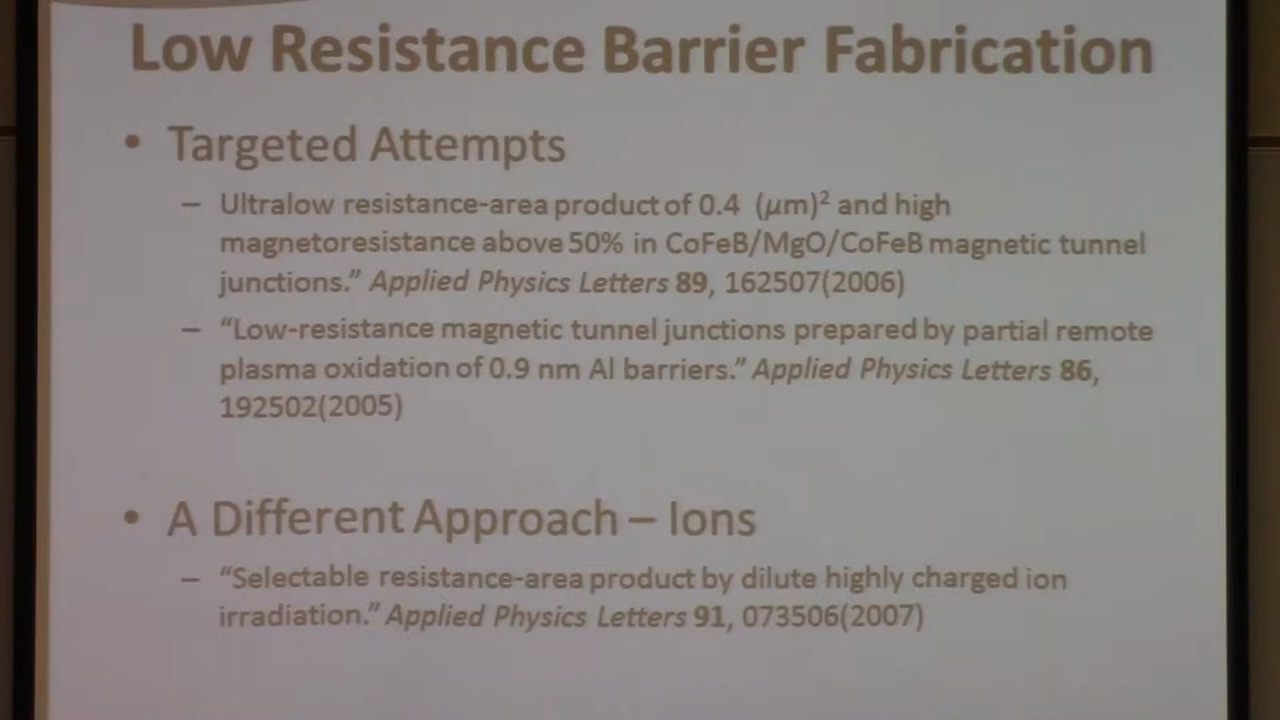 Low Resistance Barrier Fabrication
• Targeted Attempts
– Ultralow resistance-area product of 0.4 (μm)² and high
magnetoresistance above 50% in CoFeB/MgO/CoFeB magnetic tunnel
junctions.” Applied Physics Letters 89, 162507(2006)
– “Low-resistance magnetic tunnel junctions prepared by partial remote
plasma oxidation of 0.9 nm Al barriers.” Applied Physics Letters 86,
192502(2005)
• A Different Approach – Ions
– “Selectable resistance-area product by dilute highly charged ion
irradiation.” Applied Physics Letters 91, 073506(2007)